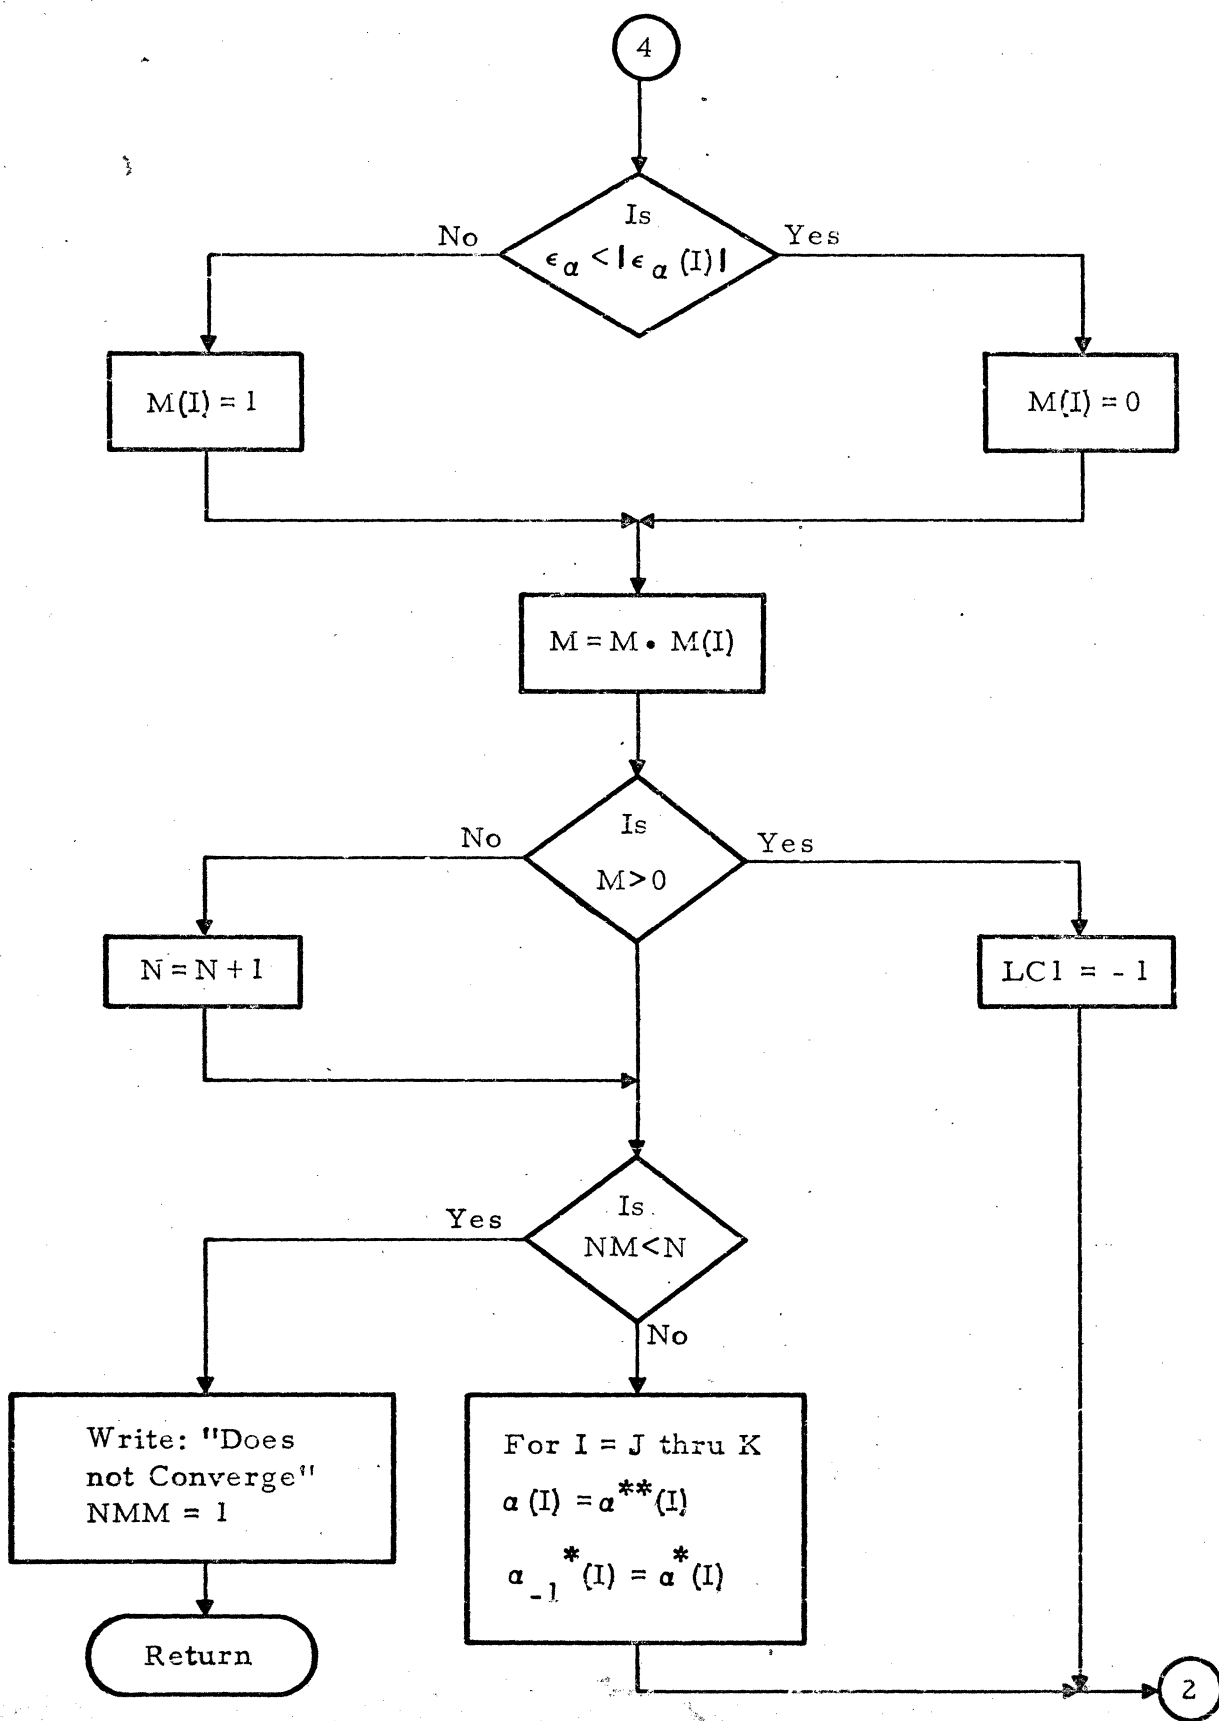 4
Is
No
Yes
ϵα < |ϵα (I)|
M(I) = 1
M(I) = 0
M = M • M(I)
Is
No
Yes
M>0
N = N + 1
LC1 = - 1
Is
Yes
NM<N
No
Write: "Does
not Converge"
NMM = 1
For I = J thru K
α (I) = α**(I)
α-1*(I) = α*(I)
Return
2